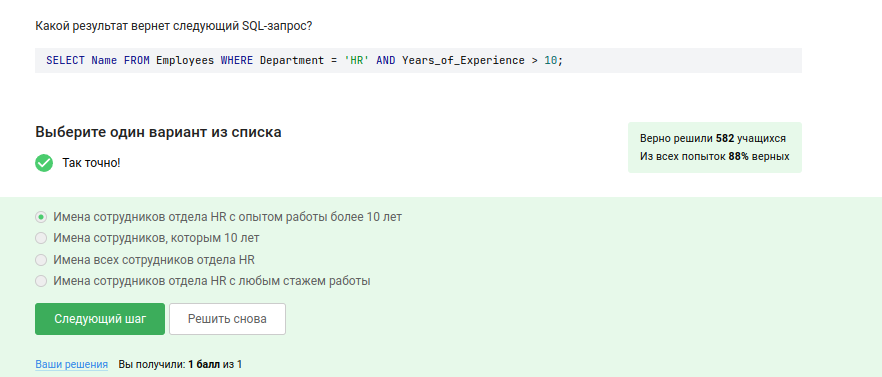 Какой результат вернет следующий SQL-запрос?
SELECT Name FROM Employees WHERE Department = 'HR' AND Years_of_Experience > 10;
Выберите один вариант из списка
Верно решили 582 учащихся
Из всех попыток 88% верных
Так точно!
Имена сотрудников отдела HR с опытом работы более 10 лет
Имена сотрудников, которым 10 лет
Имена всех сотрудников отдела HR
Имена сотрудников отдела HR с любым стажем работы
Следующий шаг
Решить снова
Ваши решения Вы получили: 1 балл из 1